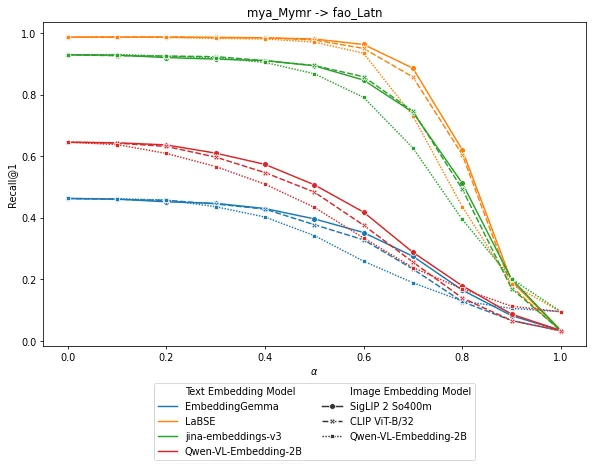 mya_Mymr -> fao_Latn
Recall@1
1.0
0.8
0.6
0.4
0.2
0.0
0.0 0.2 0.4 0.6 0.8 1.0
α
Text Embedding Model Image Embedding Model
EmbeddingGemma SigLIP 2 So400m
LaBSE CLIP ViT-B/32
jina-embeddings-v3 Qwen-VL-Embedding-2B
Qwen-VL-Embedding-2B